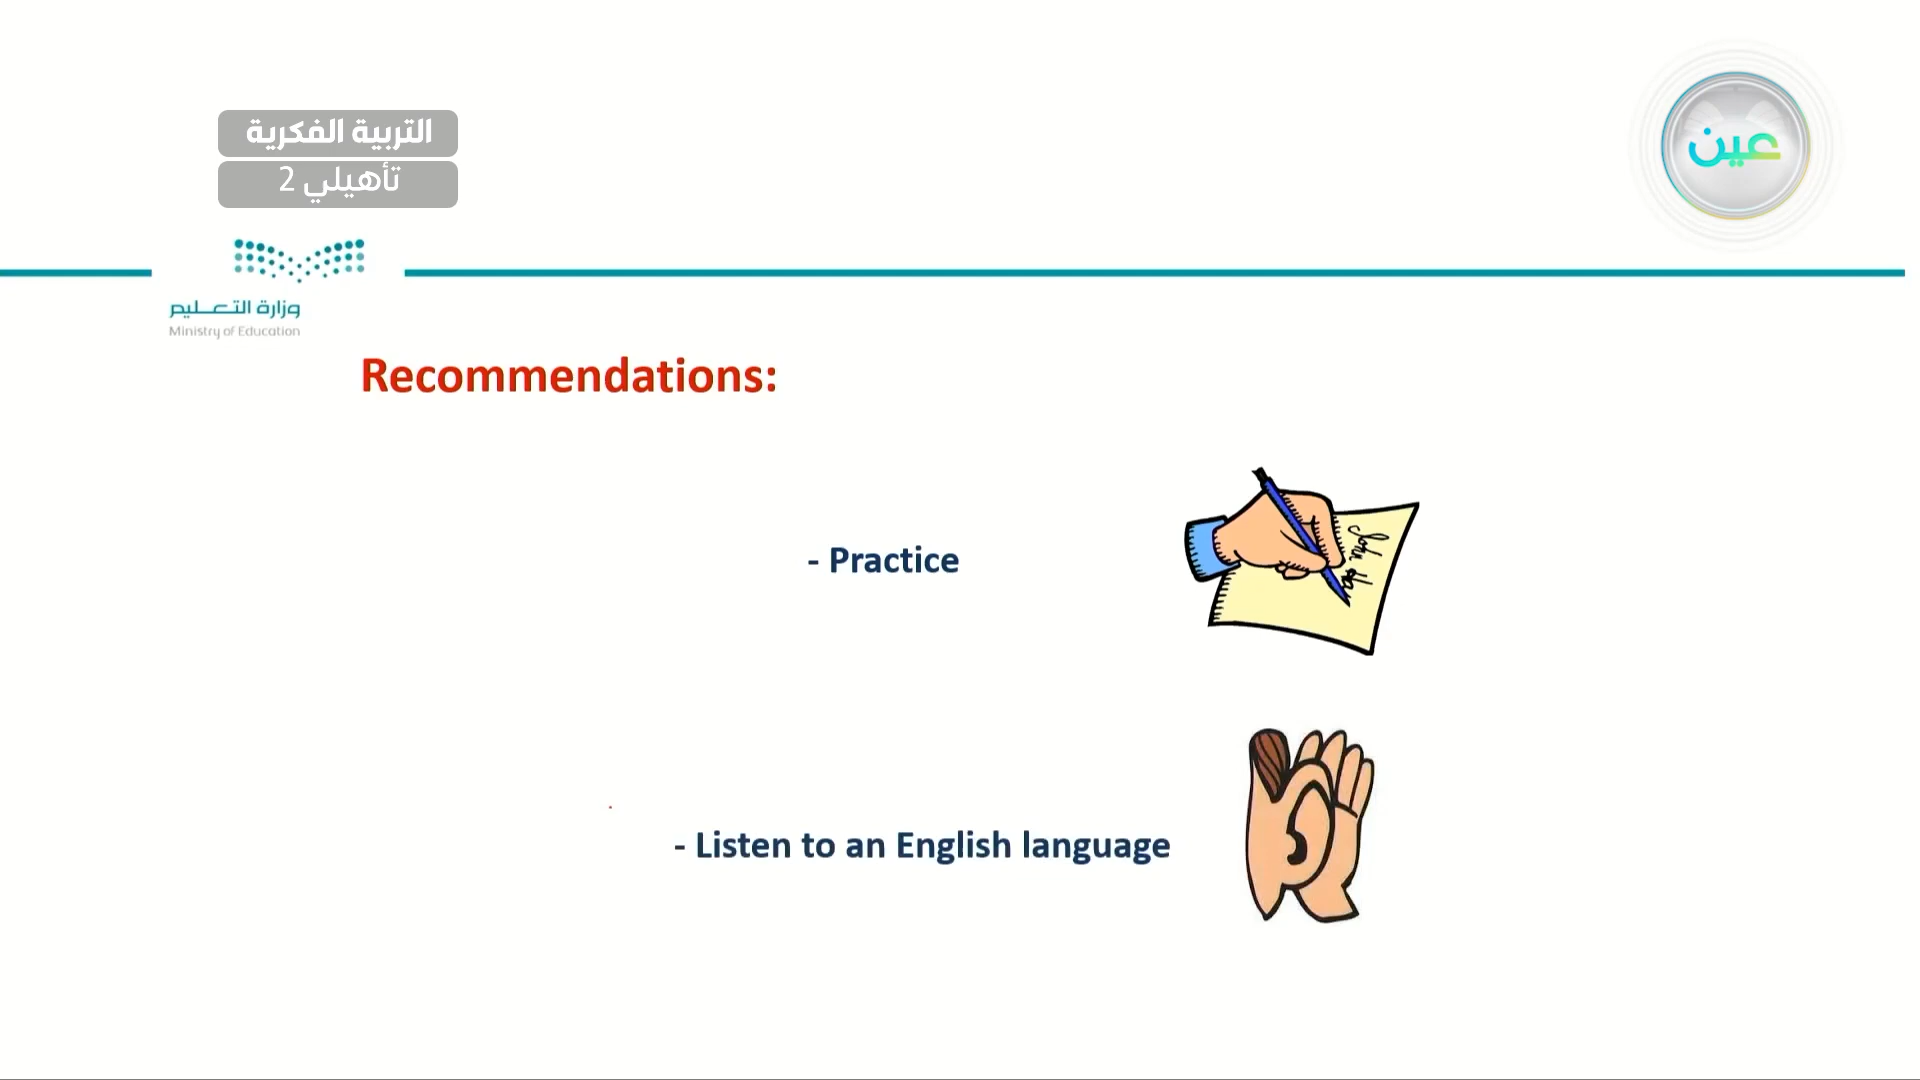 التربية الفكرية
تأهيلي 2
عين
وزارة التعليم
Ministry of Education
Recommendations:
- Practice
- Listen to an English language